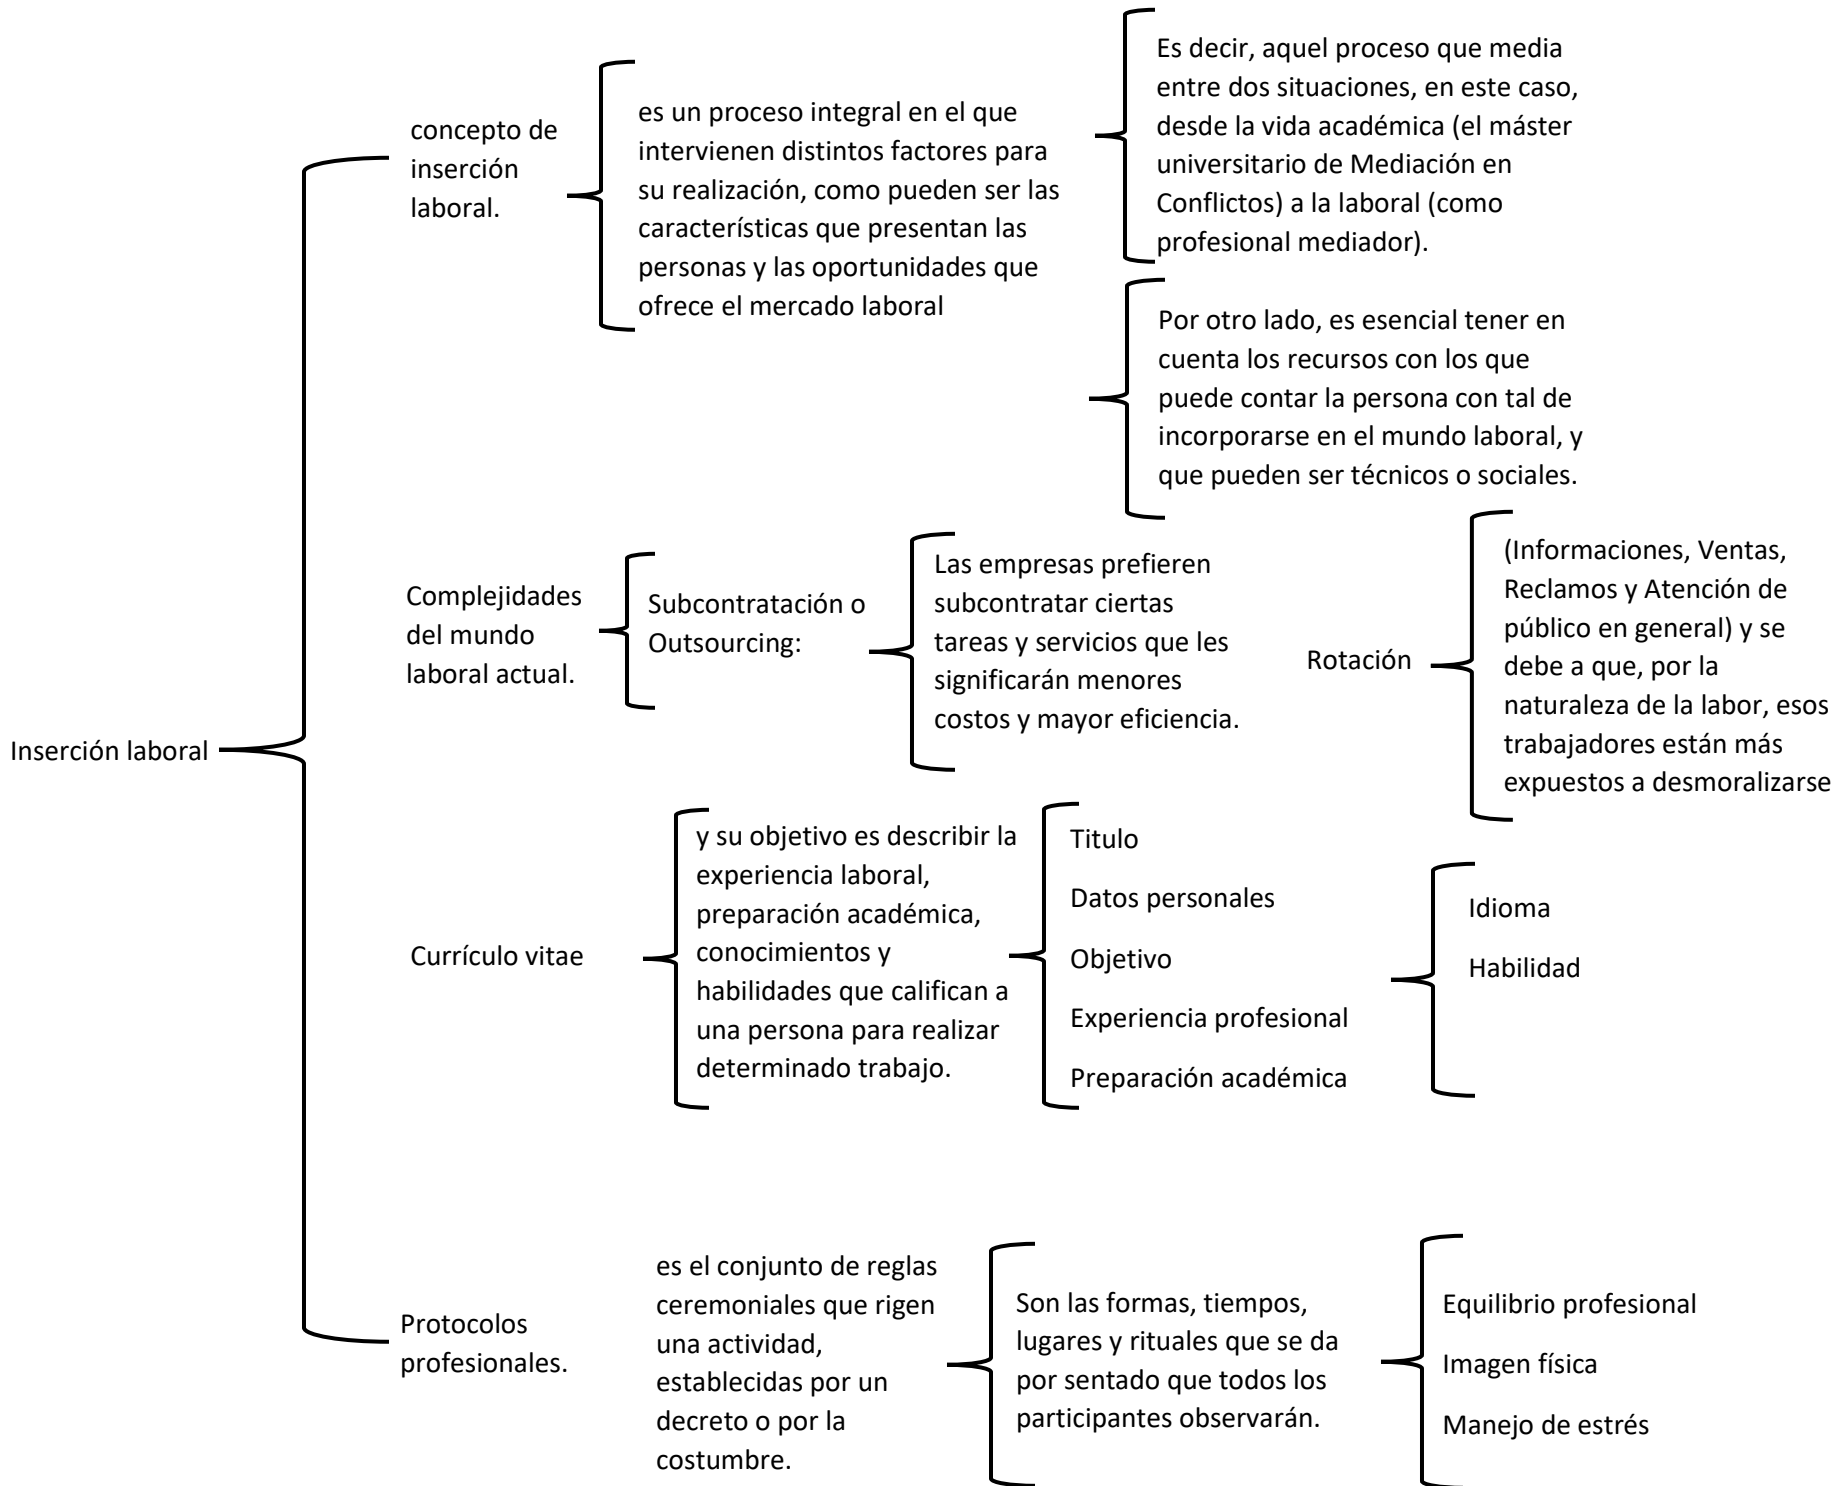 Inserción laboral
concepto de
inserción
laboral.
es un proceso integral en el que
intervienen distintos factores para
su realización, como pueden ser las
características que presentan las
personas y las oportunidades que
ofrece el mercado laboral
Es decir, aquel proceso que media
entre dos situaciones, en este caso,
desde la vida académica (el máster
universitario de Mediación en
Conflictos) a la laboral (como
profesional mediador).
Por otro lado, es esencial tener en
cuenta los recursos con los que
puede contar la persona con tal de
incorporarse en el mundo laboral, y
que pueden ser técnicos o sociales.
Complejidades
del mundo
laboral actual.
Subcontratación o
Outsourcing:
Las empresas prefieren
subcontratar ciertas
tareas y servicios que les
significarán menores
costos y mayor eficiencia.
Rotación
(Informaciones, Ventas,
Reclamos y Atención de
público en general) y se
debe a que, por la
naturaleza de la labor, esos
trabajadores están más
expuestos a desmoralizarse
Currículo vitae
y su objetivo es describir la
experiencia laboral,
preparación académica,
conocimientos y
habilidades que califican a
una persona para realizar
determinado trabajo.
Titulo
Datos personales
Objetivo
Experiencia profesional
Preparación académica
Idioma
Habilidad
Protocolos
profesionales.
es el conjunto de reglas
ceremoniales que rigen
una actividad,
establecidas por un
decreto o por la
costumbre.
Son las formas, tiempos,
lugares y rituales que se da
por sentado que todos los
participantes observarán.
Equilibrio profesional
Imagen física
Manejo de estrés